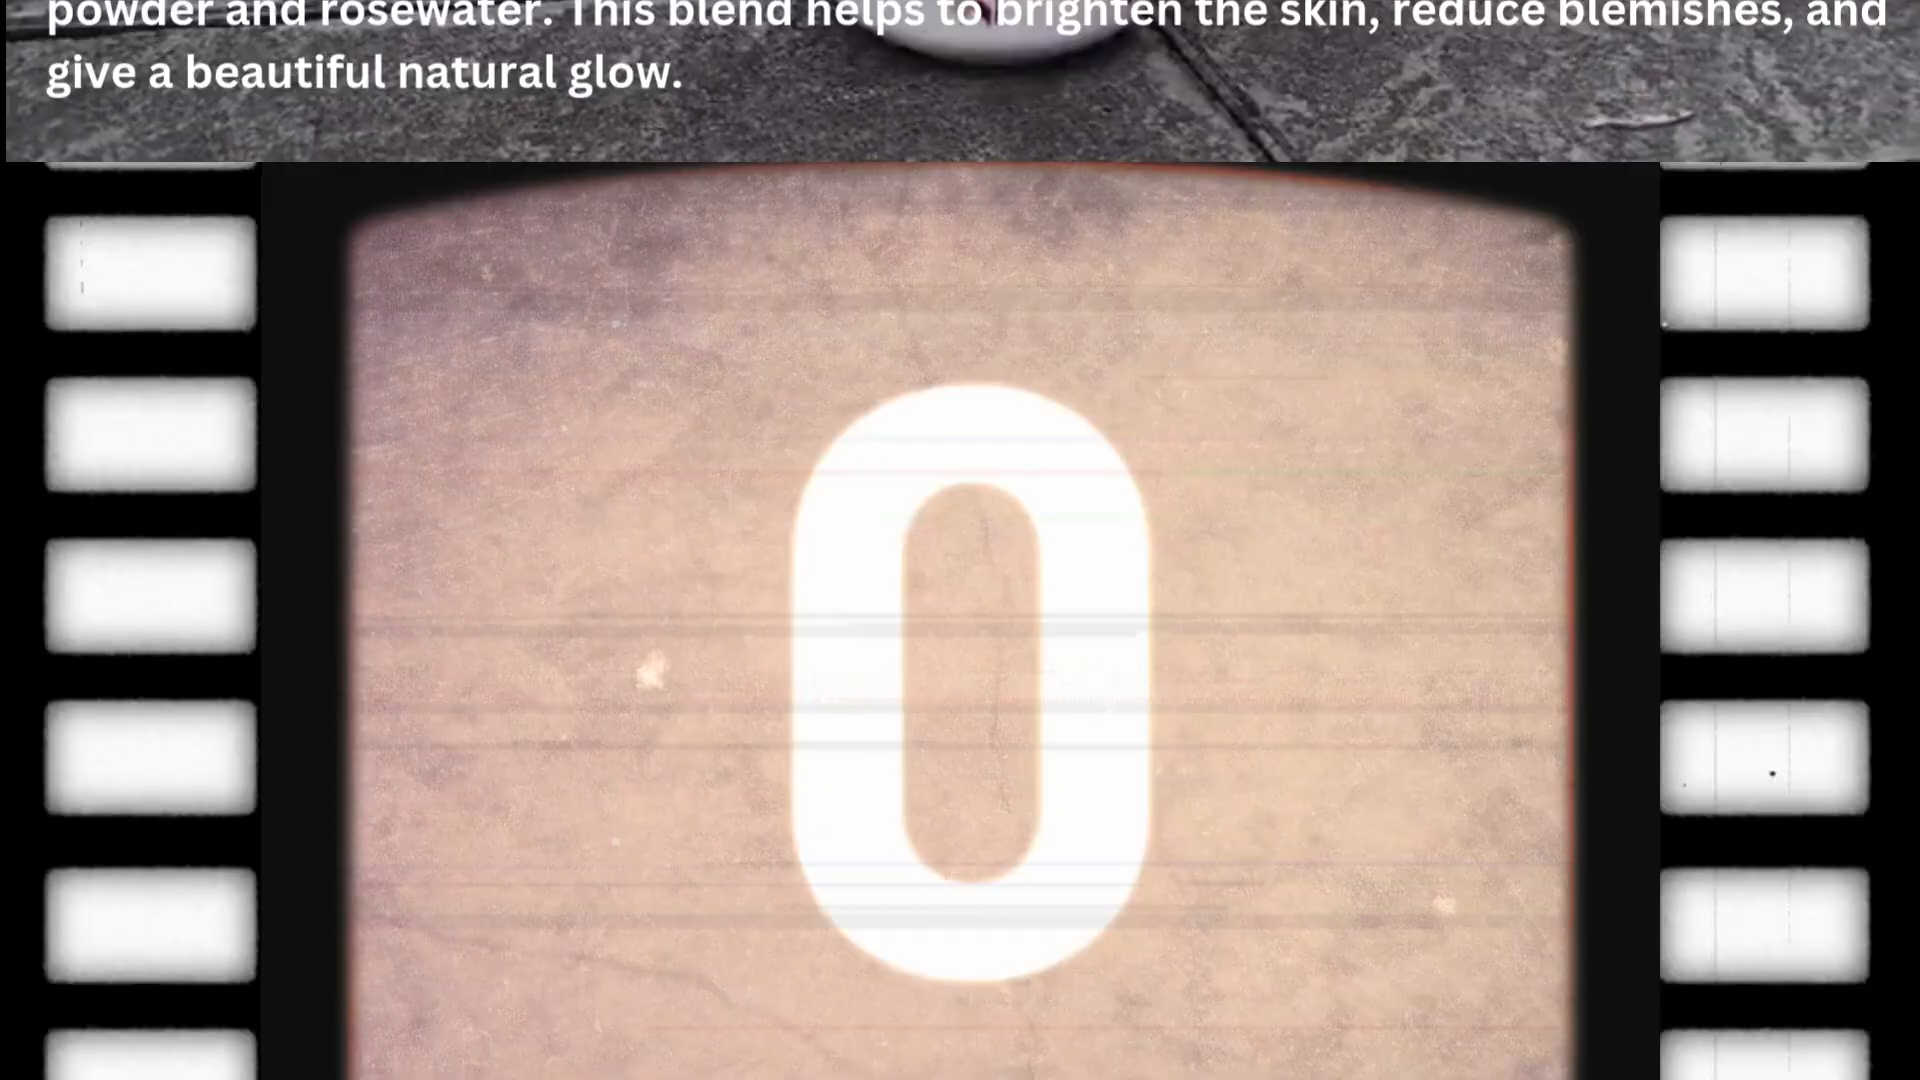 powder and rosewater. This blend helps to brighten the skin, reduce blemishes, and
give a beautiful natural glow.
0